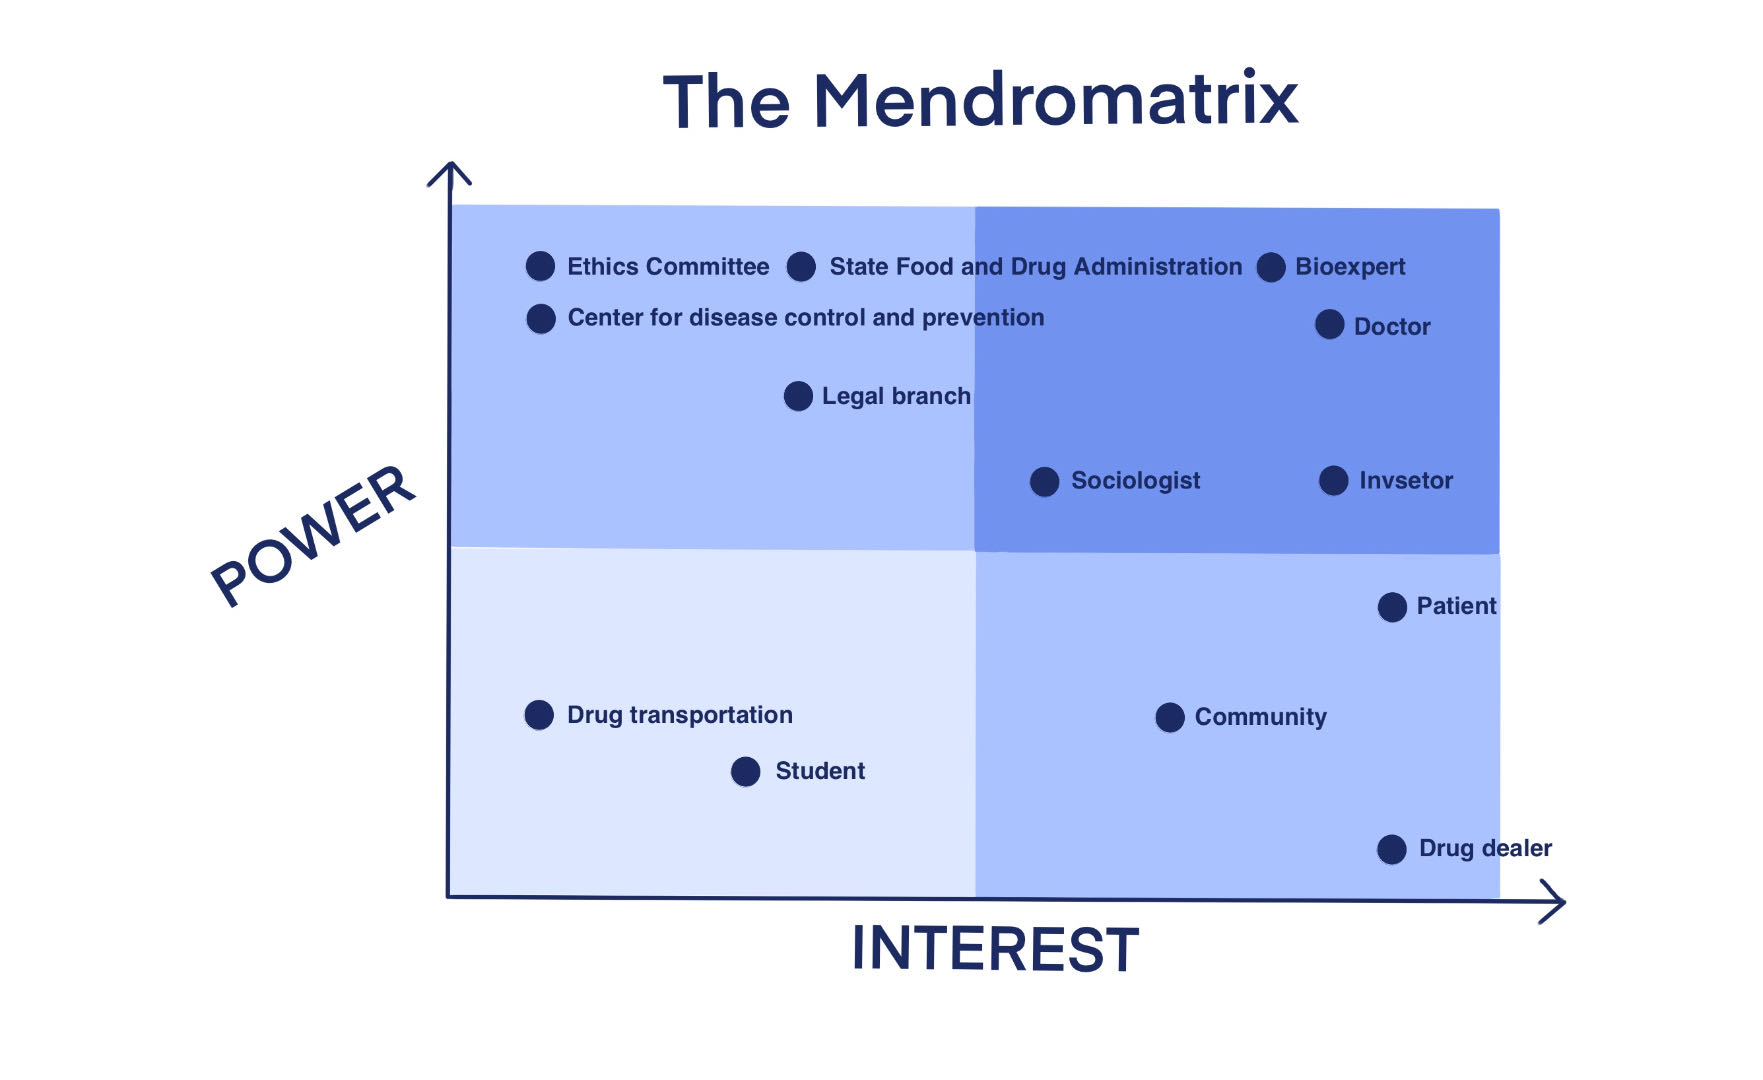 The Mendromatrix
Ethics Committee
State Food and Drug Administration
Bioexpert
Center for disease control and prevention
Doctor
Legal branch
Sociologist
Invsetor
POWER
Patient
Drug transportation
Community
Student
Drug dealer
INTEREST